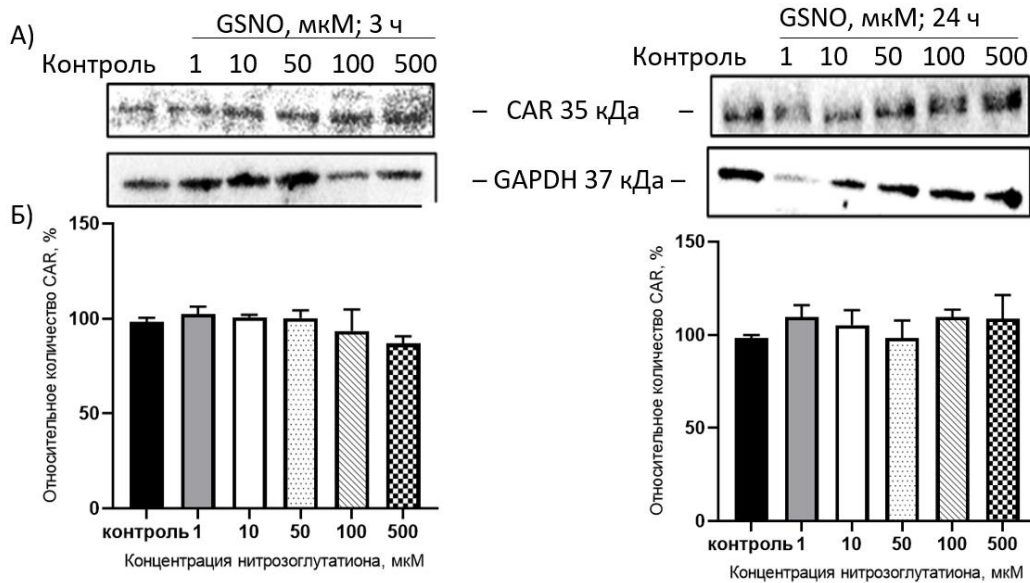 А)
GSNO, мкМ; 3 ч
Контроль 1 10 50 100 500
GSNO, мкМ; 24 ч
Контроль 1 10 50 100 500
– CAR 35 кДа –
– GAPDH 37 кДа –
Б)
Относительное количество CAR, %
150
100
50
0
контроль 1 10 50 100 500
Концентрация нитрозоглутатиона, мкМ
Относительное количество CAR, %
150
100
50
0
контроль 1 10 50 100 500
Концентрация нитрозоглутатиона, мкМ